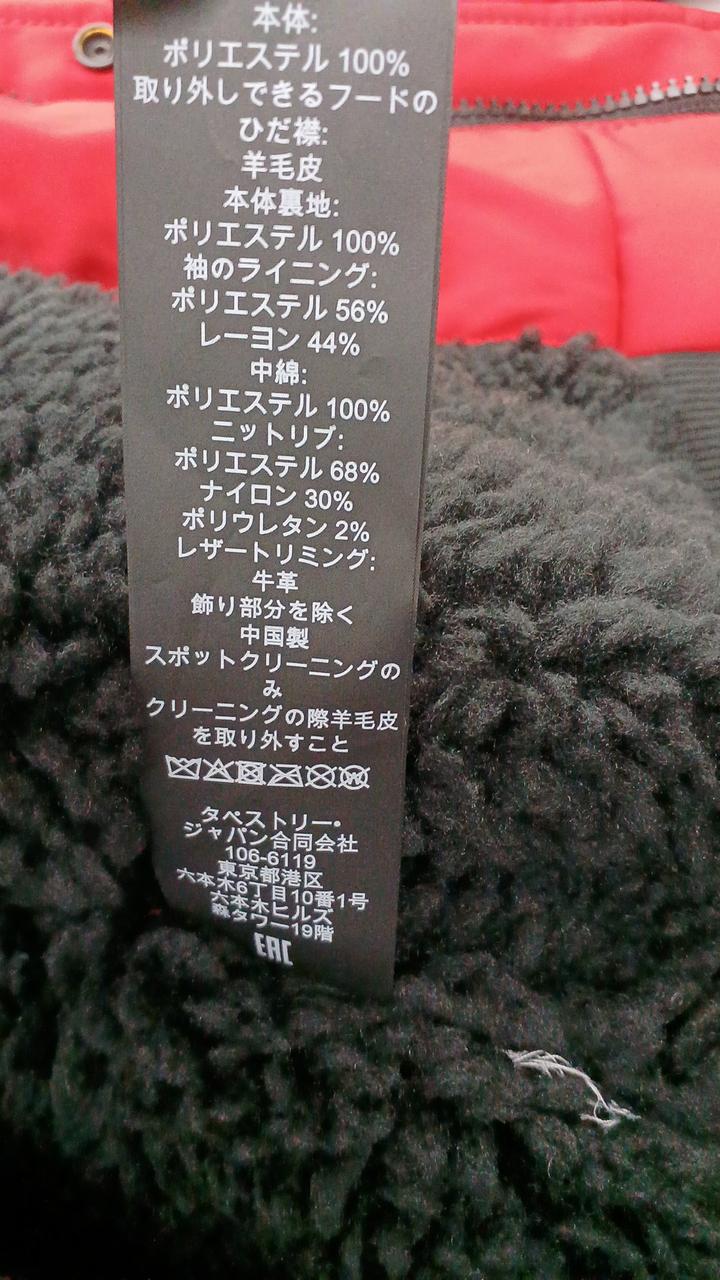 本体:
ポリエステル 100%
取り外しできるフードの
ひだ襟:
羊毛皮
本体裏地:
ポリエステル 100%
袖のライニング:
ポリエステル 56%
レーヨン 44%
中綿:
ポリエステル 100%
ニットリブ:
ポリエステル 68%
ナイロン 30%
ポリウレタン 2%
レザートリミング:
牛革
飾り部分を除く
中国製
スポットクリーニングの
み
クリーニングの際羊毛皮
を取り外すこと
タペストリー•
ジャパン合同会社
106-6119
東京都港区
六本木6丁目10番1号
六本木ヒルズ
森タワー19階
EAC